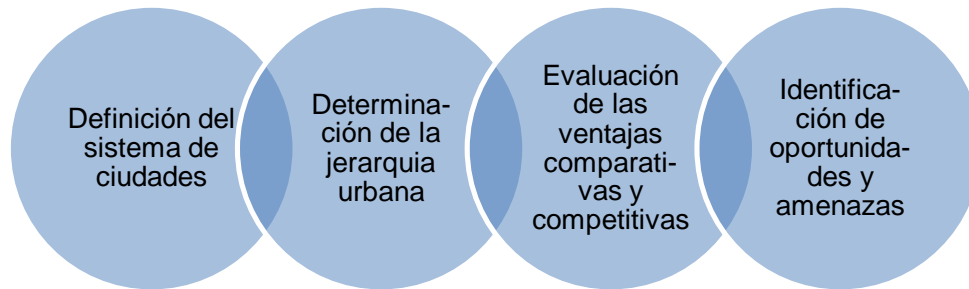 Definición del
sistema de
ciudades
Determina-
ción de la
jerarquia
urbana
Evaluación
de las
ventajas
comparati-
vas y
competitivas
Identifica-
ción de
oportunida-
des y
amenazas